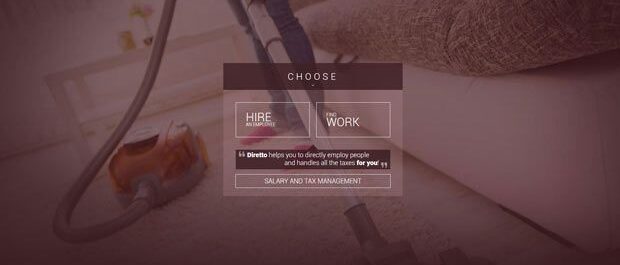 CHOOSE
HIRE
AN EMPLOYEE
FIND
WORK
“ Diretto helps you to directly employ people
and handles all the taxes for you! ”
SALARY AND TAX MANAGEMENT